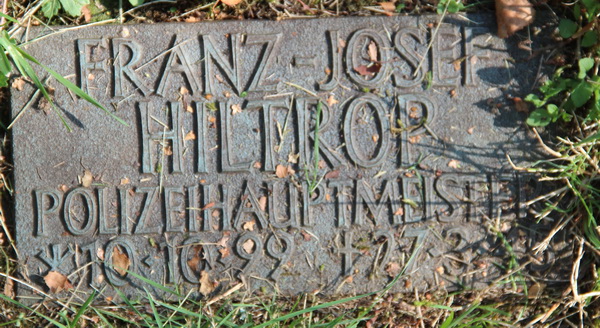 FRANZ-JOSEF
HILTROP
POLIZEIHAUPTMEISTER
*10·10·99 †27·3